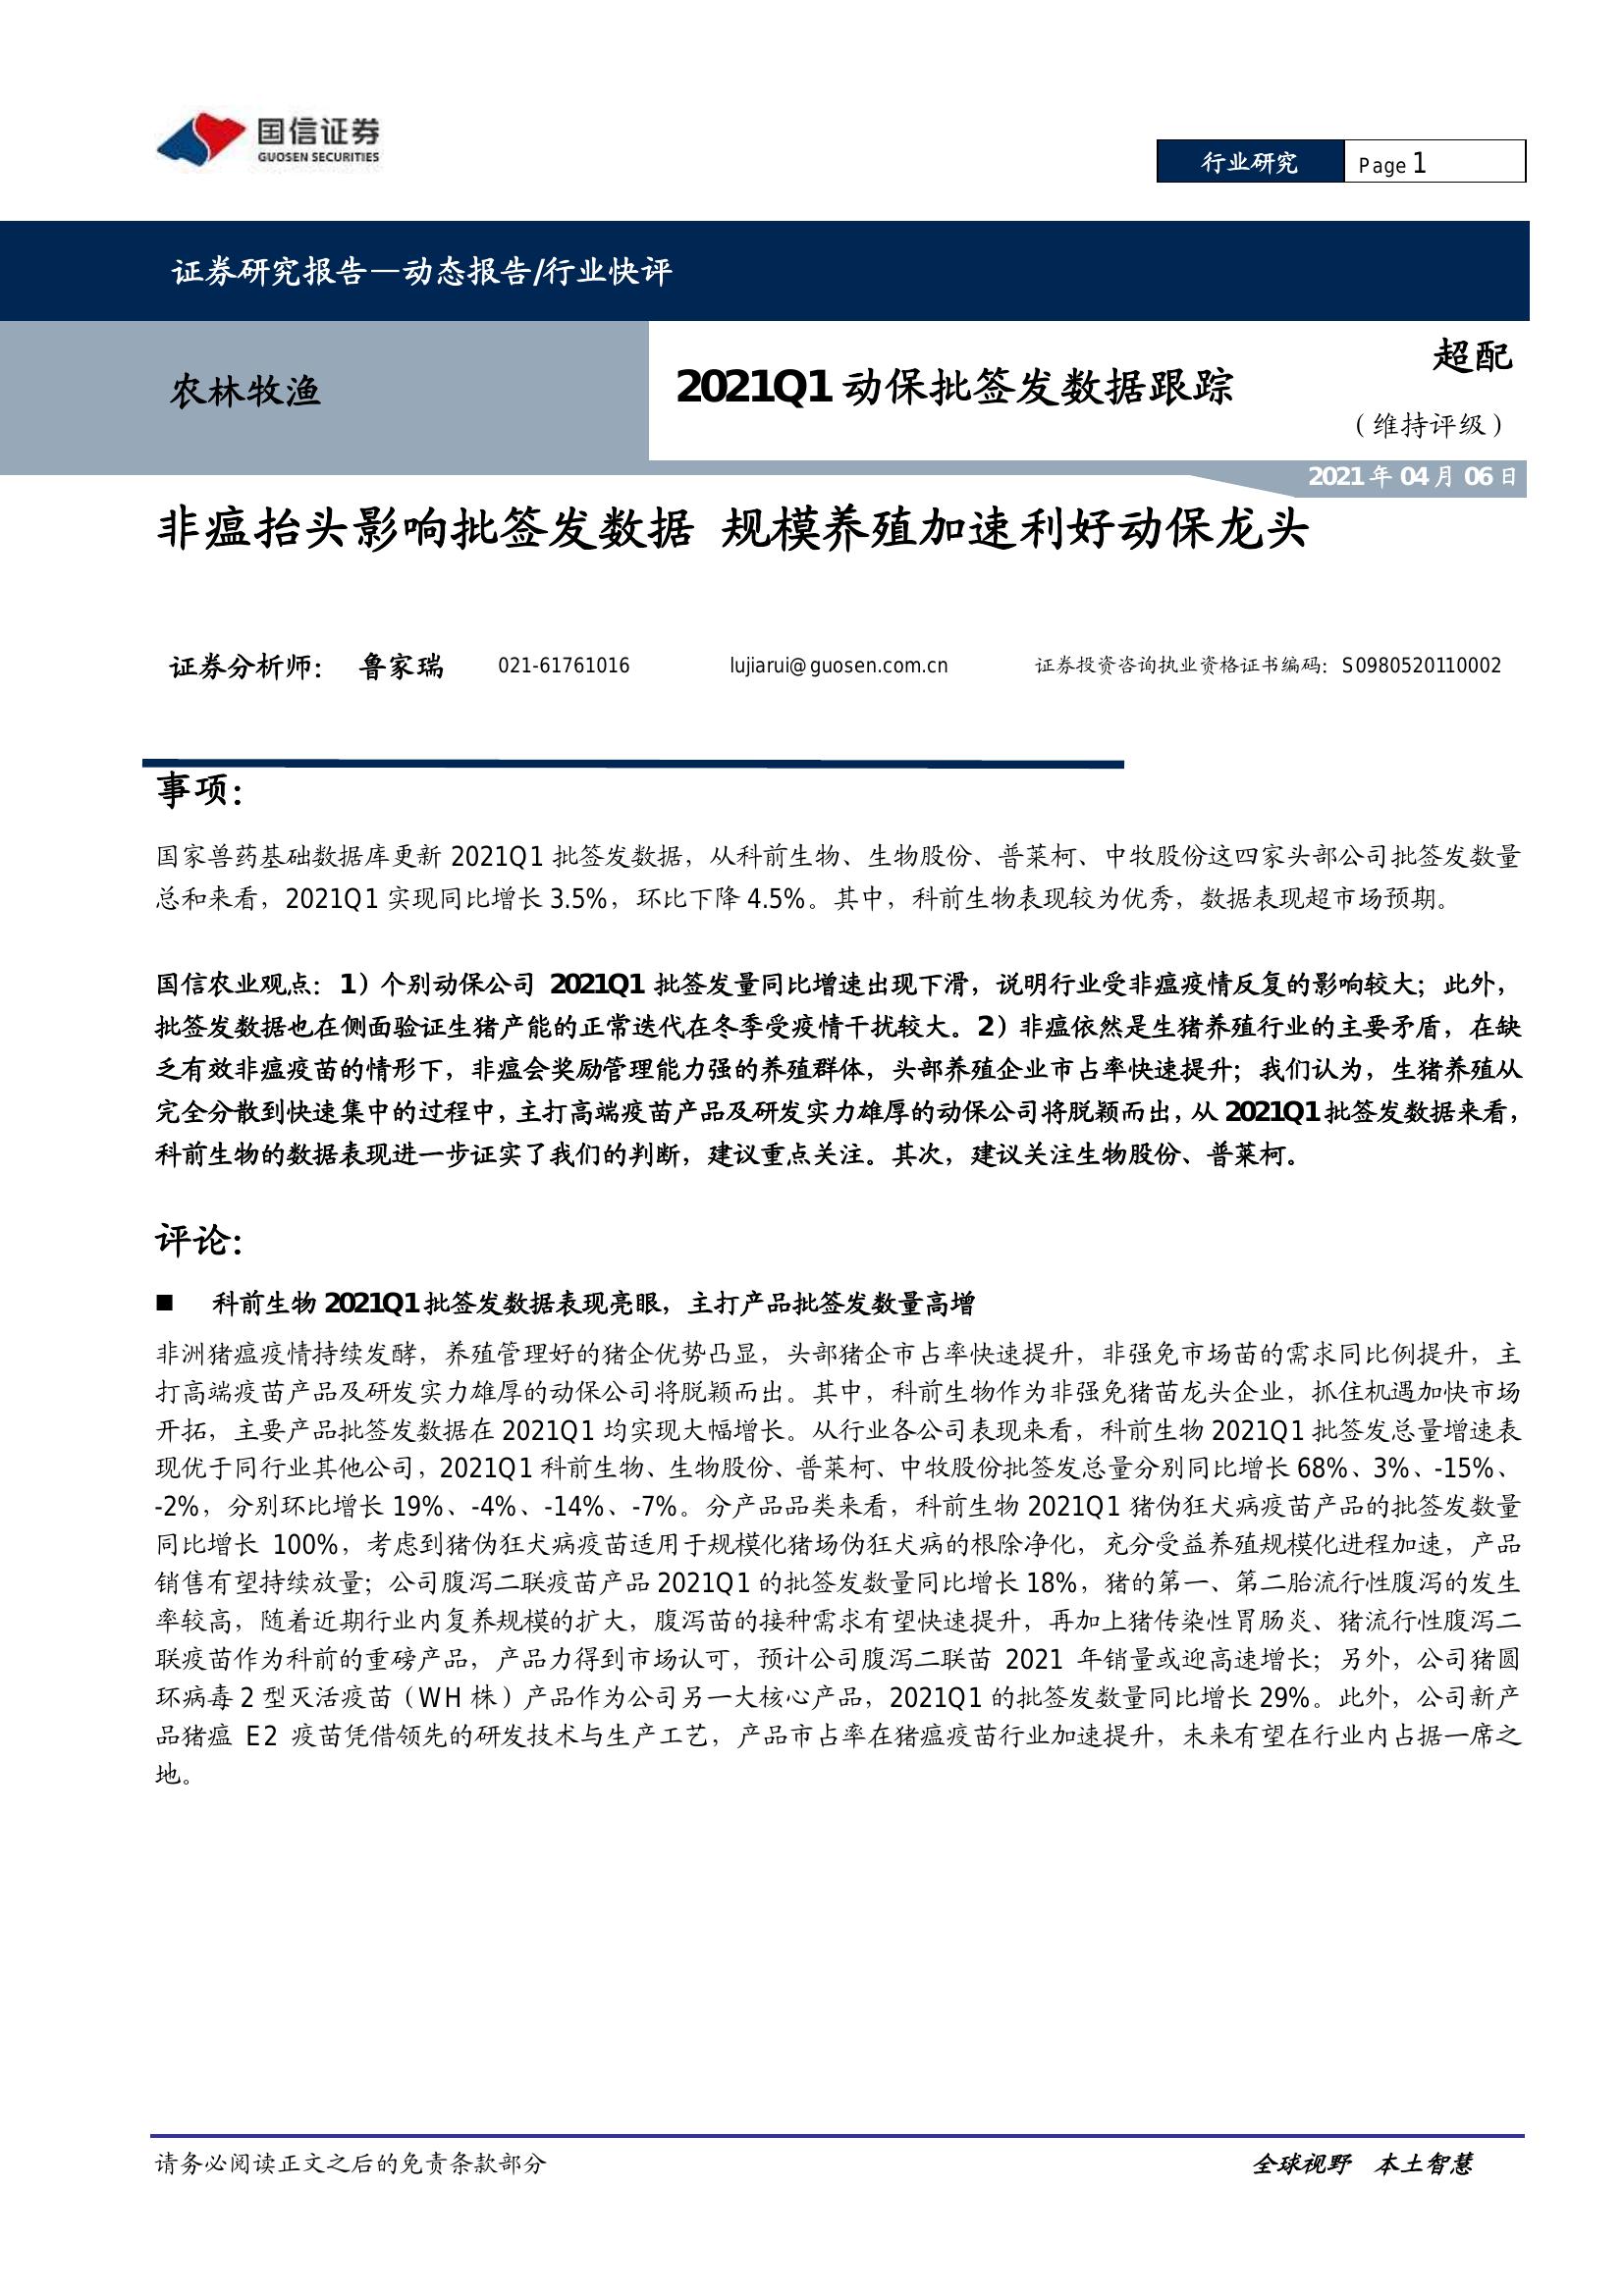 国信证券
GUOSEN SECURITIES
行业研究
Page 1
证券研究报告—动态报告/行业快评
农林牧渔
2021Q1 动保批签发数据跟踪
超配
（维持评级）
2021 年 04 月 06 日
非瘟抬头影响批签发数据 规模养殖加速利好动保龙头
证券分析师： 鲁家瑞 021-61761016 lujiarui@guosen.com.cn 证券投资咨询执业资格证书编码：S0980520110002
事项：
国家兽药基础数据库更新 2021Q1 批签发数据，从科前生物、生物股份、普莱柯、中牧股份这四家头部公司批签发数量
总和来看，2021Q1 实现同比增长 3.5%，环比下降 4.5%。其中，科前生物表现较为优秀，数据表现超市场预期。
国信农业观点：1）个别动保公司 2021Q1 批签发量同比增速出现下滑，说明行业受非瘟疫情反复的影响较大；此外，
批签发数据也在侧面验证生猪产能的正常迭代在冬季受疫情干扰较大。2）非瘟依然是生猪养殖行业的主要矛盾，在缺
乏有效非瘟疫苗的情形下，非瘟会奖励管理能力强的养殖群体，头部养殖企业市占率快速提升；我们认为，生猪养殖从
完全分散到快速集中的过程中，主打高端疫苗产品及研发实力雄厚的动保公司将脱颖而出，从 2021Q1 批签发数据来看，
科前生物的数据表现进一步证实了我们的判断，建议重点关注。其次，建议关注生物股份、普莱柯。
评论：
■ 科前生物 2021Q1 批签发数据表现亮眼，主打产品批签发数量高增
非洲猪瘟疫情持续发酵，养殖管理好的猪企优势凸显，头部猪企市占率快速提升，非强免市场苗的需求同比例提升，主
打高端疫苗产品及研发实力雄厚的动保公司将脱颖而出。其中，科前生物作为非强免猪苗龙头企业，抓住机遇加快市场
开拓，主要产品批签发数据在 2021Q1 均实现大幅增长。从行业各公司表现来看，科前生物 2021Q1 批签发总量增速表
现优于同行业其他公司，2021Q1 科前生物、生物股份、普莱柯、中牧股份批签发总量分别同比增长 68%、3%、-15%、
-2%，分别环比增长 19%、-4%、-14%、-7%。分产品品类来看，科前生物 2021Q1 猪伪狂犬病疫苗产品的批签发数量
同比增长 100%，考虑到猪伪狂犬病疫苗适用于规模化猪场伪狂犬病的根除净化，充分受益养殖规模化进程加速，产品
销售有望持续放量；公司腹泻二联疫苗产品 2021Q1 的批签发数量同比增长 18%，猪的第一、第二胎流行性腹泻的发生
率较高，随着近期行业内复养规模的扩大，腹泻苗的接种需求有望快速提升，再加上猪传染性胃肠炎、猪流行性腹泻二
联疫苗作为科前的重磅产品，产品力得到市场认可，预计公司腹泻二联苗 2021 年销量或迎高速增长；另外，公司猪圆
环病毒 2 型灭活疫苗（WH 株）产品作为公司另一大核心产品，2021Q1 的批签发数量同比增长 29%。此外，公司新产
品猪瘟 E2 疫苗凭借领先的研发技术与生产工艺，产品市占率在猪瘟疫苗行业加速提升，未来有望在行业内占据一席之
地。
请务必阅读正文之后的免责条款部分
全球视野 本土智慧